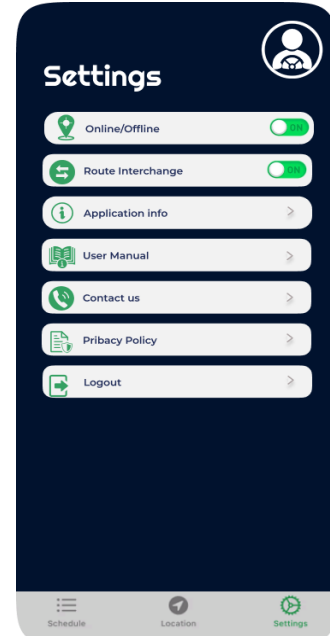 Settings
Online/Offline
ON
Route Interchange
ON
Application info
User Manual
Contact us
Pribacy Policy
Logout
Schedule
Location
Settings